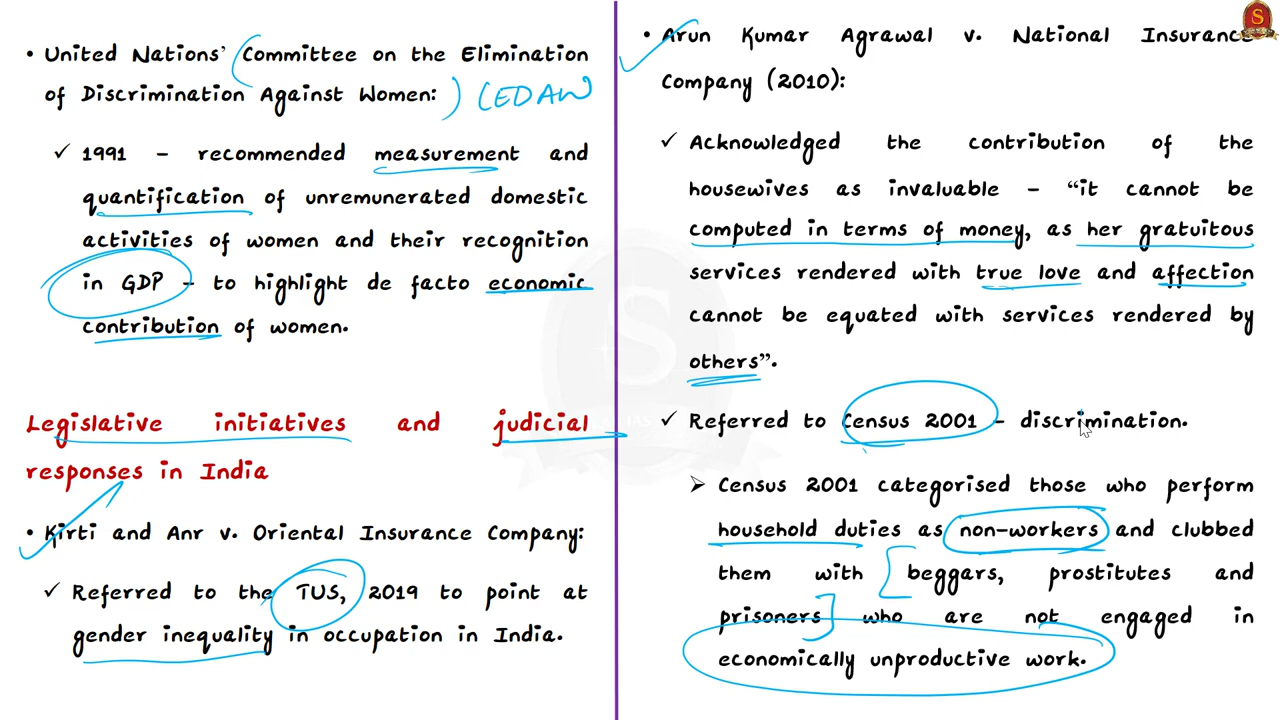 • United Nations’ Committee on the Elimination
of Discrimination Against Women: ) (EDAW
✓ 1991 – recommended measurement and
quantification of unremunerated domestic
activities of women and their recognition
in GDP – to highlight de facto economic
contribution of women.
Legislative initiatives and judicial
responses in India
• Kirti and Anr v. Oriental Insurance Company:
✓ Referred to the TUS, 2019 to point at
gender inequality in occupation in India.
• Arun Kumar Agrawal v. National Insurance
Company (2010):
✓ Acknowledged the contribution of the
housewives as invaluable – “it cannot be
computed in terms of money, as her gratuitous
services rendered with true love and affection
cannot be equated with services rendered by
others”.
✓ Referred to Census 2001 – discrimination.
➢ Census 2001 categorised those who perform
household duties as non-workers and clubbed
them with beggars, prostitutes and
prisoners who are not engaged in
economically unproductive work.
S